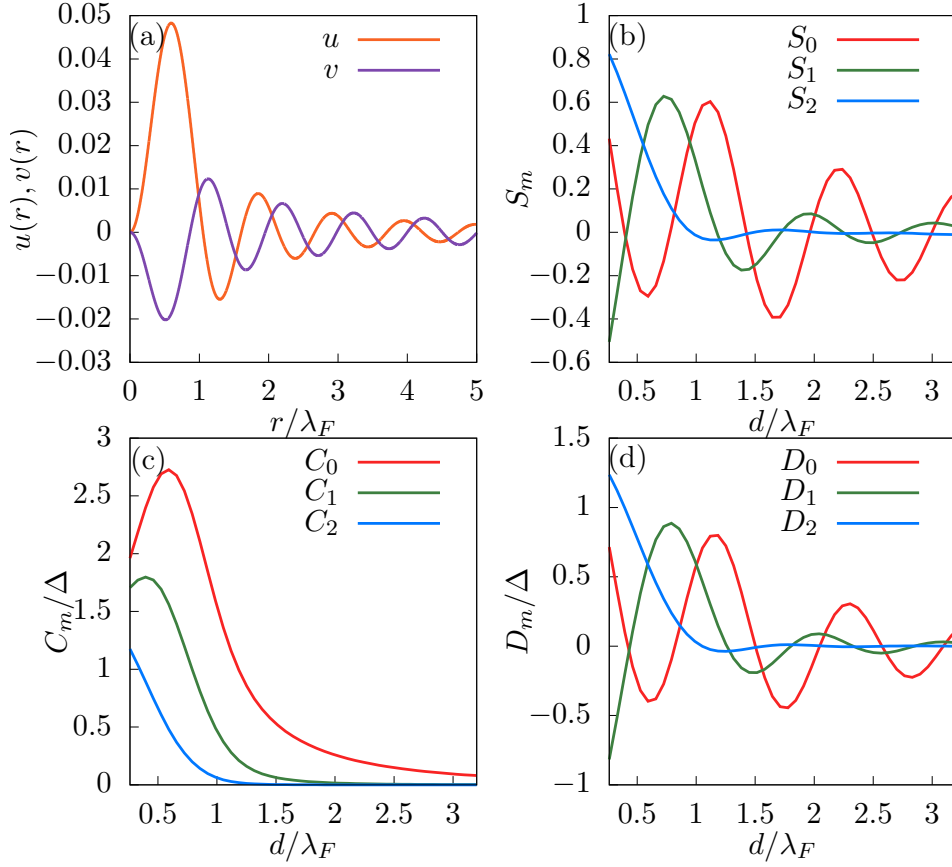 (a)
u
v
0.05
0.04
0.03
0.02
0.01
0
−0.01
−0.02
−0.03
u(r), v(r)
0 1 2 3 4 5
r/λ_F
(b)
S_0
S_1
S_2
1
0.8
0.6
0.4
0.2
0
−0.2
−0.4
−0.6
S_m
0.5 1 1.5 2 2.5 3
d/λ_F
(c)
C_0
C_1
C_2
3
2.5
2
1.5
1
0.5
0
C_m/Δ
0.5 1 1.5 2 2.5 3
d/λ_F
(d)
D_0
D_1
D_2
1.5
1
0.5
0
−0.5
−1
D_m/Δ
0.5 1 1.5 2 2.5 3
d/λ_F